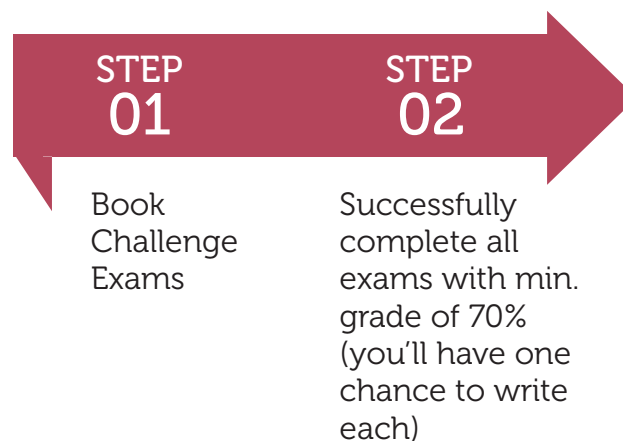 STEP
01
Book
Challenge
Exams
STEP
02
Successfully
complete all
exams with min.
grade of 70%
(you'll have one
chance to write
each)